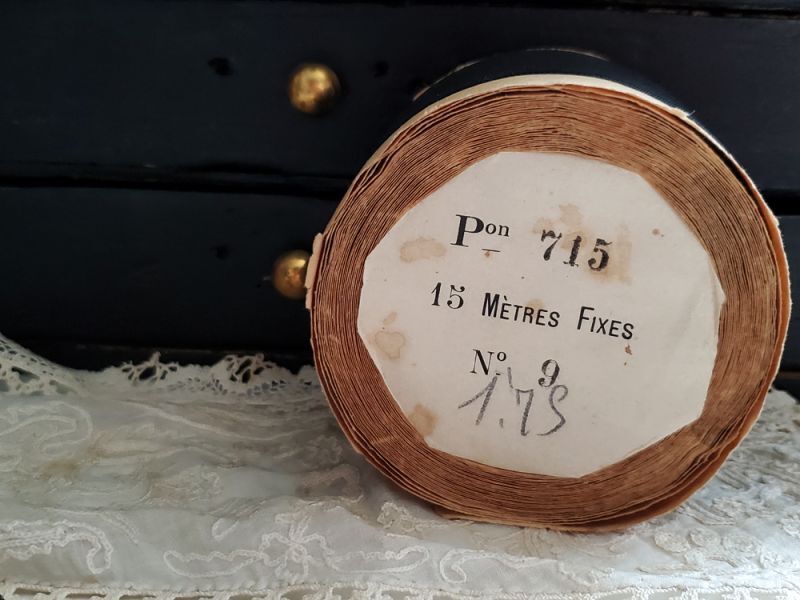 Pon 715
15 MÈTRES FIXES
No 9
1.75